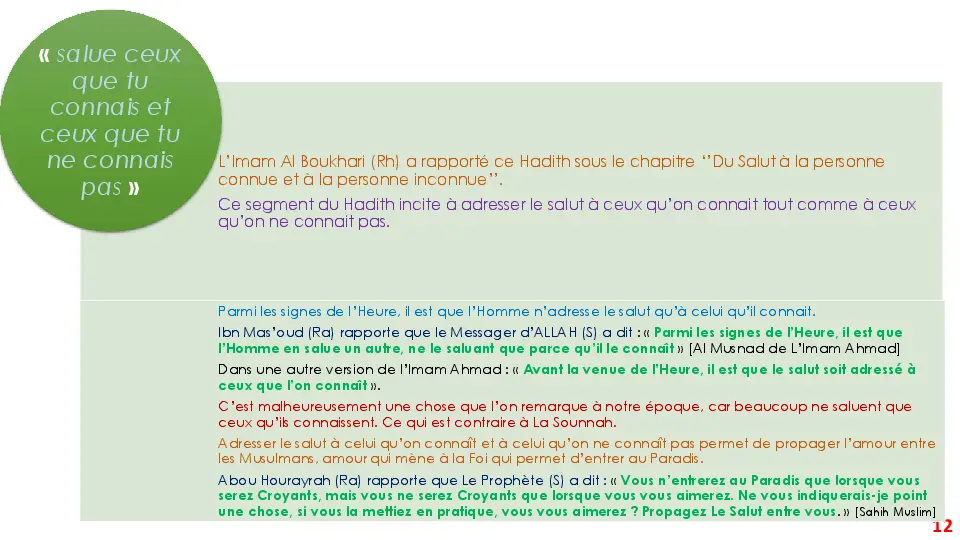 « salue ceux
que tu
connais et
ceux que tu
ne connais
pas »
L’Imam Al Boukhari (Rh) a rapporté ce Hadith sous le chapitre ‘’Du Salut à la personne
connue et à la personne inconnue’’.
Ce segment du Hadith incite à adresser le salut à ceux qu’on connait tout comme à ceux
qu’on ne connait pas.
Parmi les signes de l’Heure, il est que l’Homme n’adresse le salut qu’à celui qu’il connait.
Ibn Mas’oud (Ra) rapporte que le Messager d’ALLAH (S) a dit : « Parmi les signes de l’Heure, il est que
l’Homme en salue un autre, ne le saluant que parce qu’il le connaît » [Al Musnad de L’Imam Ahmad]
Dans une autre version de l’Imam Ahmad : « Avant la venue de l’Heure, il est que le salut soit adressé à
ceux que l’on connaît ».
C’est malheureusement une chose que l’on remarque à notre époque, car beaucoup ne saluent que
ceux qu’ils connaissent. Ce qui est contraire à La Sounnah.
Adresser le salut à celui qu’on connaît et à celui qu’on ne connaît pas permet de propager l’amour entre
les Musulmans, amour qui mène à la Foi qui permet d’entrer au Paradis.
Abou Hourayrah (Ra) rapporte que Le Prophète (S) a dit : « Vous n’entrerez au Paradis que lorsque vous
serez Croyants, mais vous ne serez Croyants que lorsque vous vous aimerez. Ne vous indiquerais-je point
une chose, si vous la mettiez en pratique, vous vous aimerez ? Propagez Le Salut entre vous. » [Sahih Muslim]
12